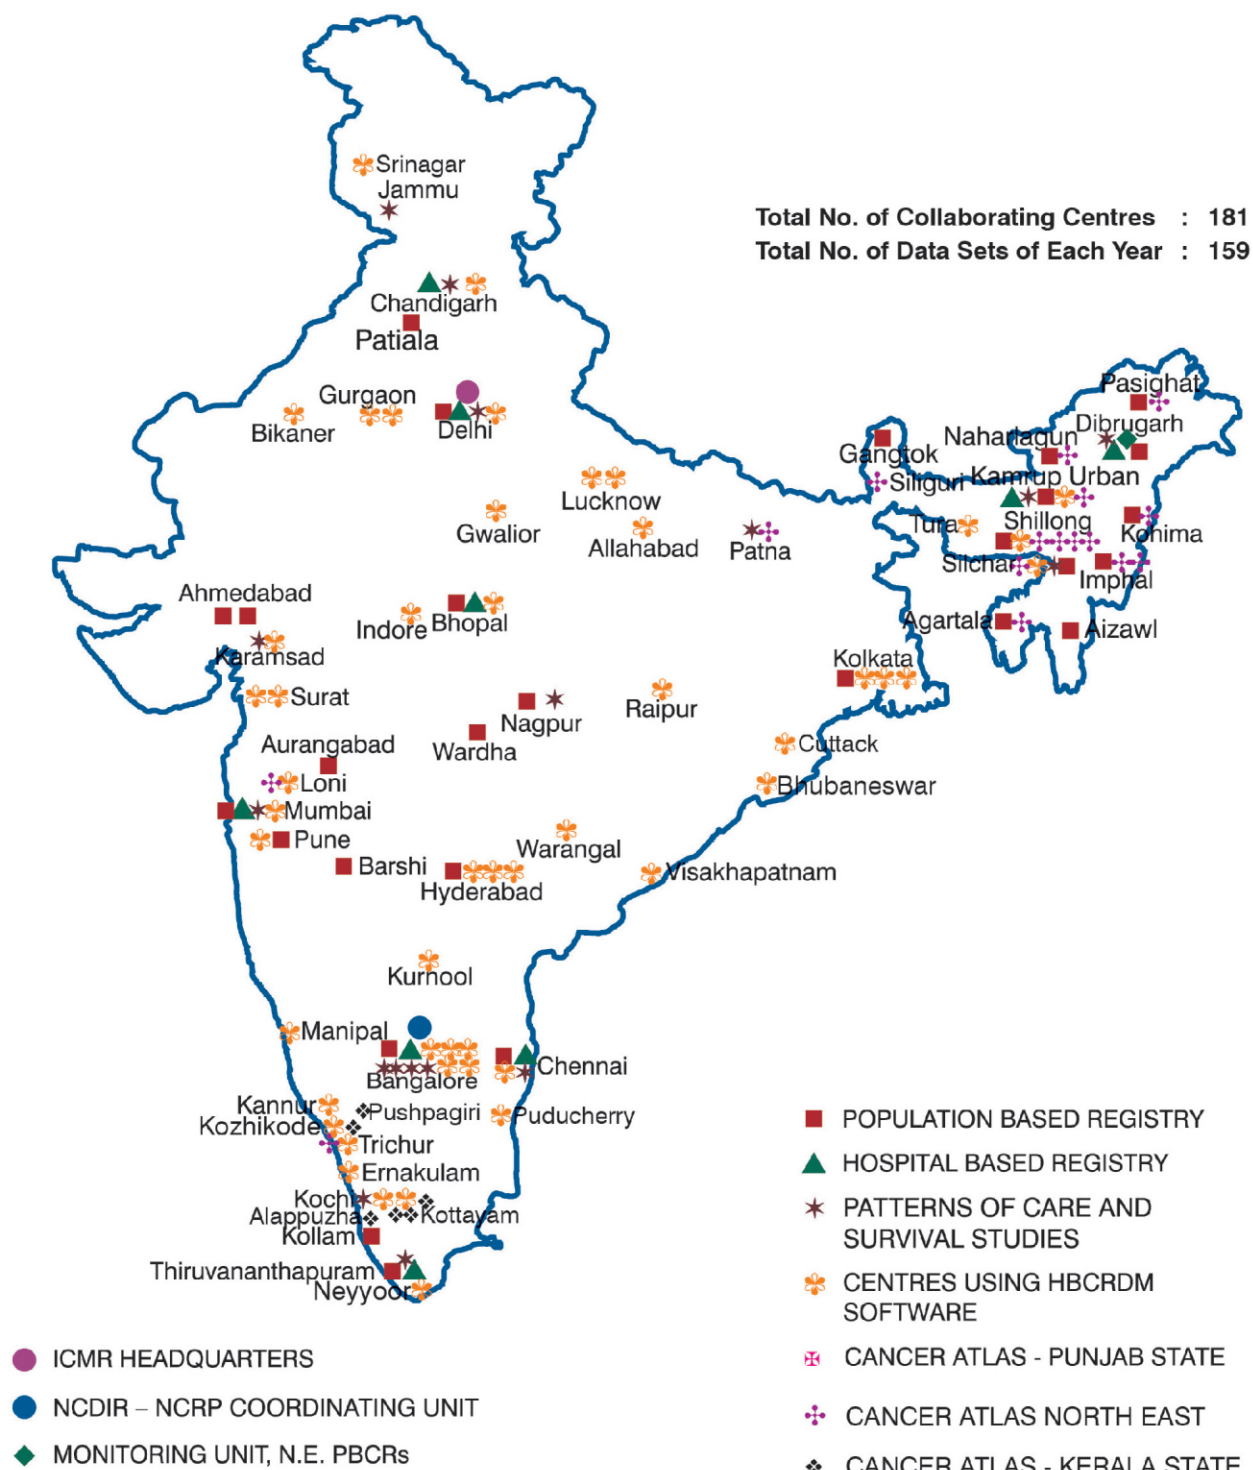 Srinagar
Jammu
Total No. of Collaborating Centres : 181
Total No. of Data Sets of Each Year : 159
Chandigarh
Patiala
Gurgaon
Bikaner
Delhi
Pasighat
Dibrugarh
Naharlagun
Gangtok
Kamrup Urban
Siliguri
Lucknow
Gwalior
Allahabad
Patna
Tura
Shillong
Kohima
Silchar
Imphal
Ahmedabad
Indore
Bhopal
Agartala
Aizawl
Karamsad
Kolkata
Surat
Nagpur
Raipur
Wardha
Aurangabad
Cuttack
Loni
Bhubaneswar
Mumbai
Pune
Warangal
Barshi
Hyderabad
Visakhapatnam
Kurnool
Manipal
Bangalore
Chennai
Kannur
Pushpagiri
Puducherry
Kozhikode
Trichur
Ernakulam
Kochi
Alappuzha
Kottayam
Kollam
Thiruvananthapuram
Neyyoor
POPULATION BASED REGISTRY
HOSPITAL BASED REGISTRY
PATTERNS OF CARE AND
SURVIVAL STUDIES
CENTRES USING HBCRDM
SOFTWARE
CANCER ATLAS - PUNJAB STATE
CANCER ATLAS NORTH EAST
CANCER ATLAS - KERALA STATE
ICMR HEADQUARTERS
NCDIR – NCRP COORDINATING UNIT
MONITORING UNIT, N.E. PBCRs